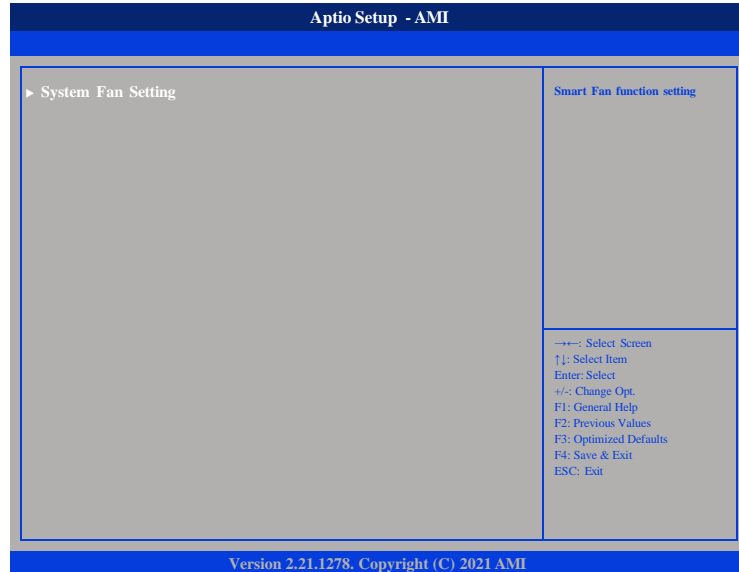 Aptio Setup - AMI
► System Fan Setting
Smart Fan function setting
→←: Select Screen
↑↓: Select Item
Enter: Select
+/-: Change Opt.
F1: General Help
F2: Previous Values
F3: Optimized Defaults
F4: Save & Exit
ESC: Exit
Version 2.21.1278. Copyright (C) 2021 AMI